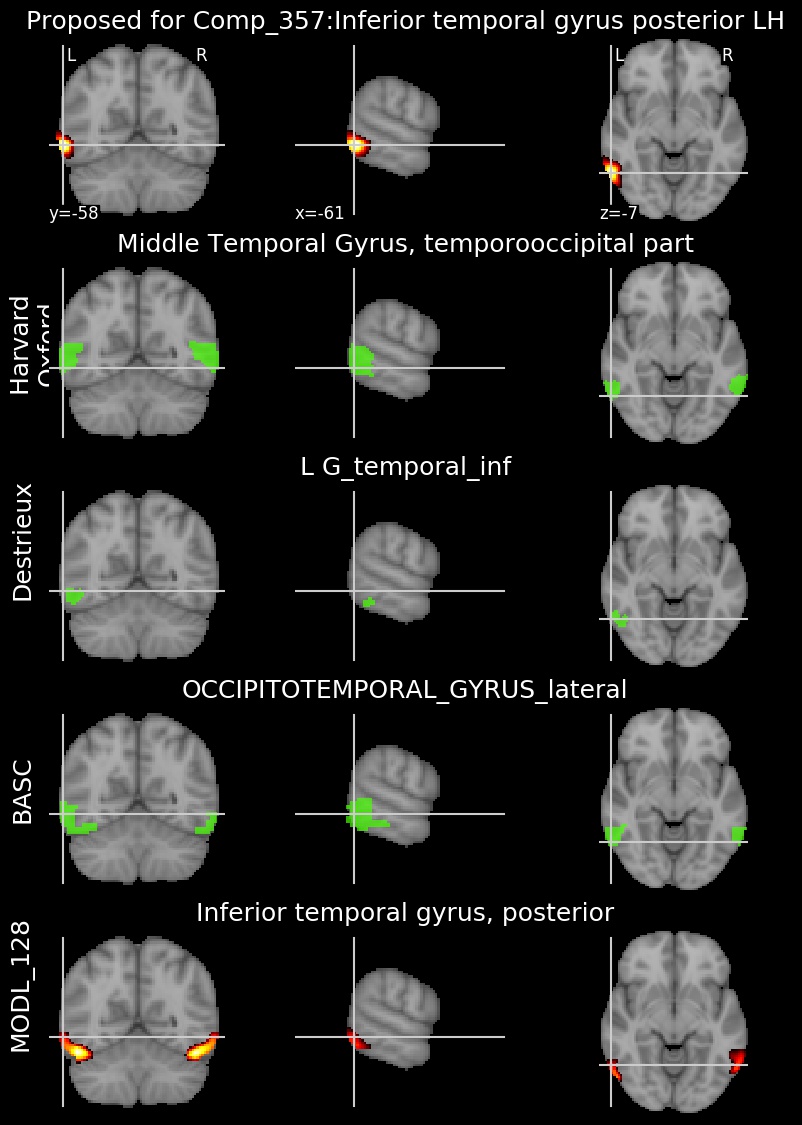 Proposed for Comp_357:Inferior temporal gyrus posterior LH
L R L R
y=-58 x=-61 z=-7
Middle Temporal Gyrus, temporooccipital part
Harvard
Oxford
L G_temporal_inf
Destrieux
OCCIPITOTEMPORAL_GYRUS_lateral
BASC
Inferior temporal gyrus, posterior
MODL_128